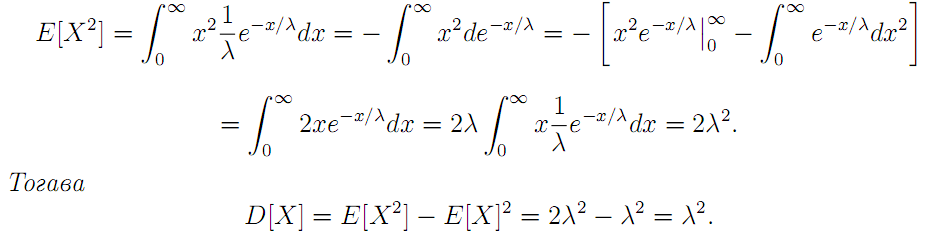 $E[X^2] = \int_0^\infty x^2 \frac{1}{\lambda} e^{-x/\lambda} dx = -\int_0^\infty x^2 de^{-x/\lambda} = -\left[ x^2 e^{-x/\lambda} \Big|_0^\infty - \int_0^\infty e^{-x/\lambda} dx^2 \right]$
$= \int_0^\infty 2xe^{-x/\lambda} dx = 2\lambda \int_0^\infty x \frac{1}{\lambda} e^{-x/\lambda} dx = 2\lambda^2.$
Тогава
$D[X] = E[X^2] - E[X]^2 = 2\lambda^2 - \lambda^2 = \lambda^2.$